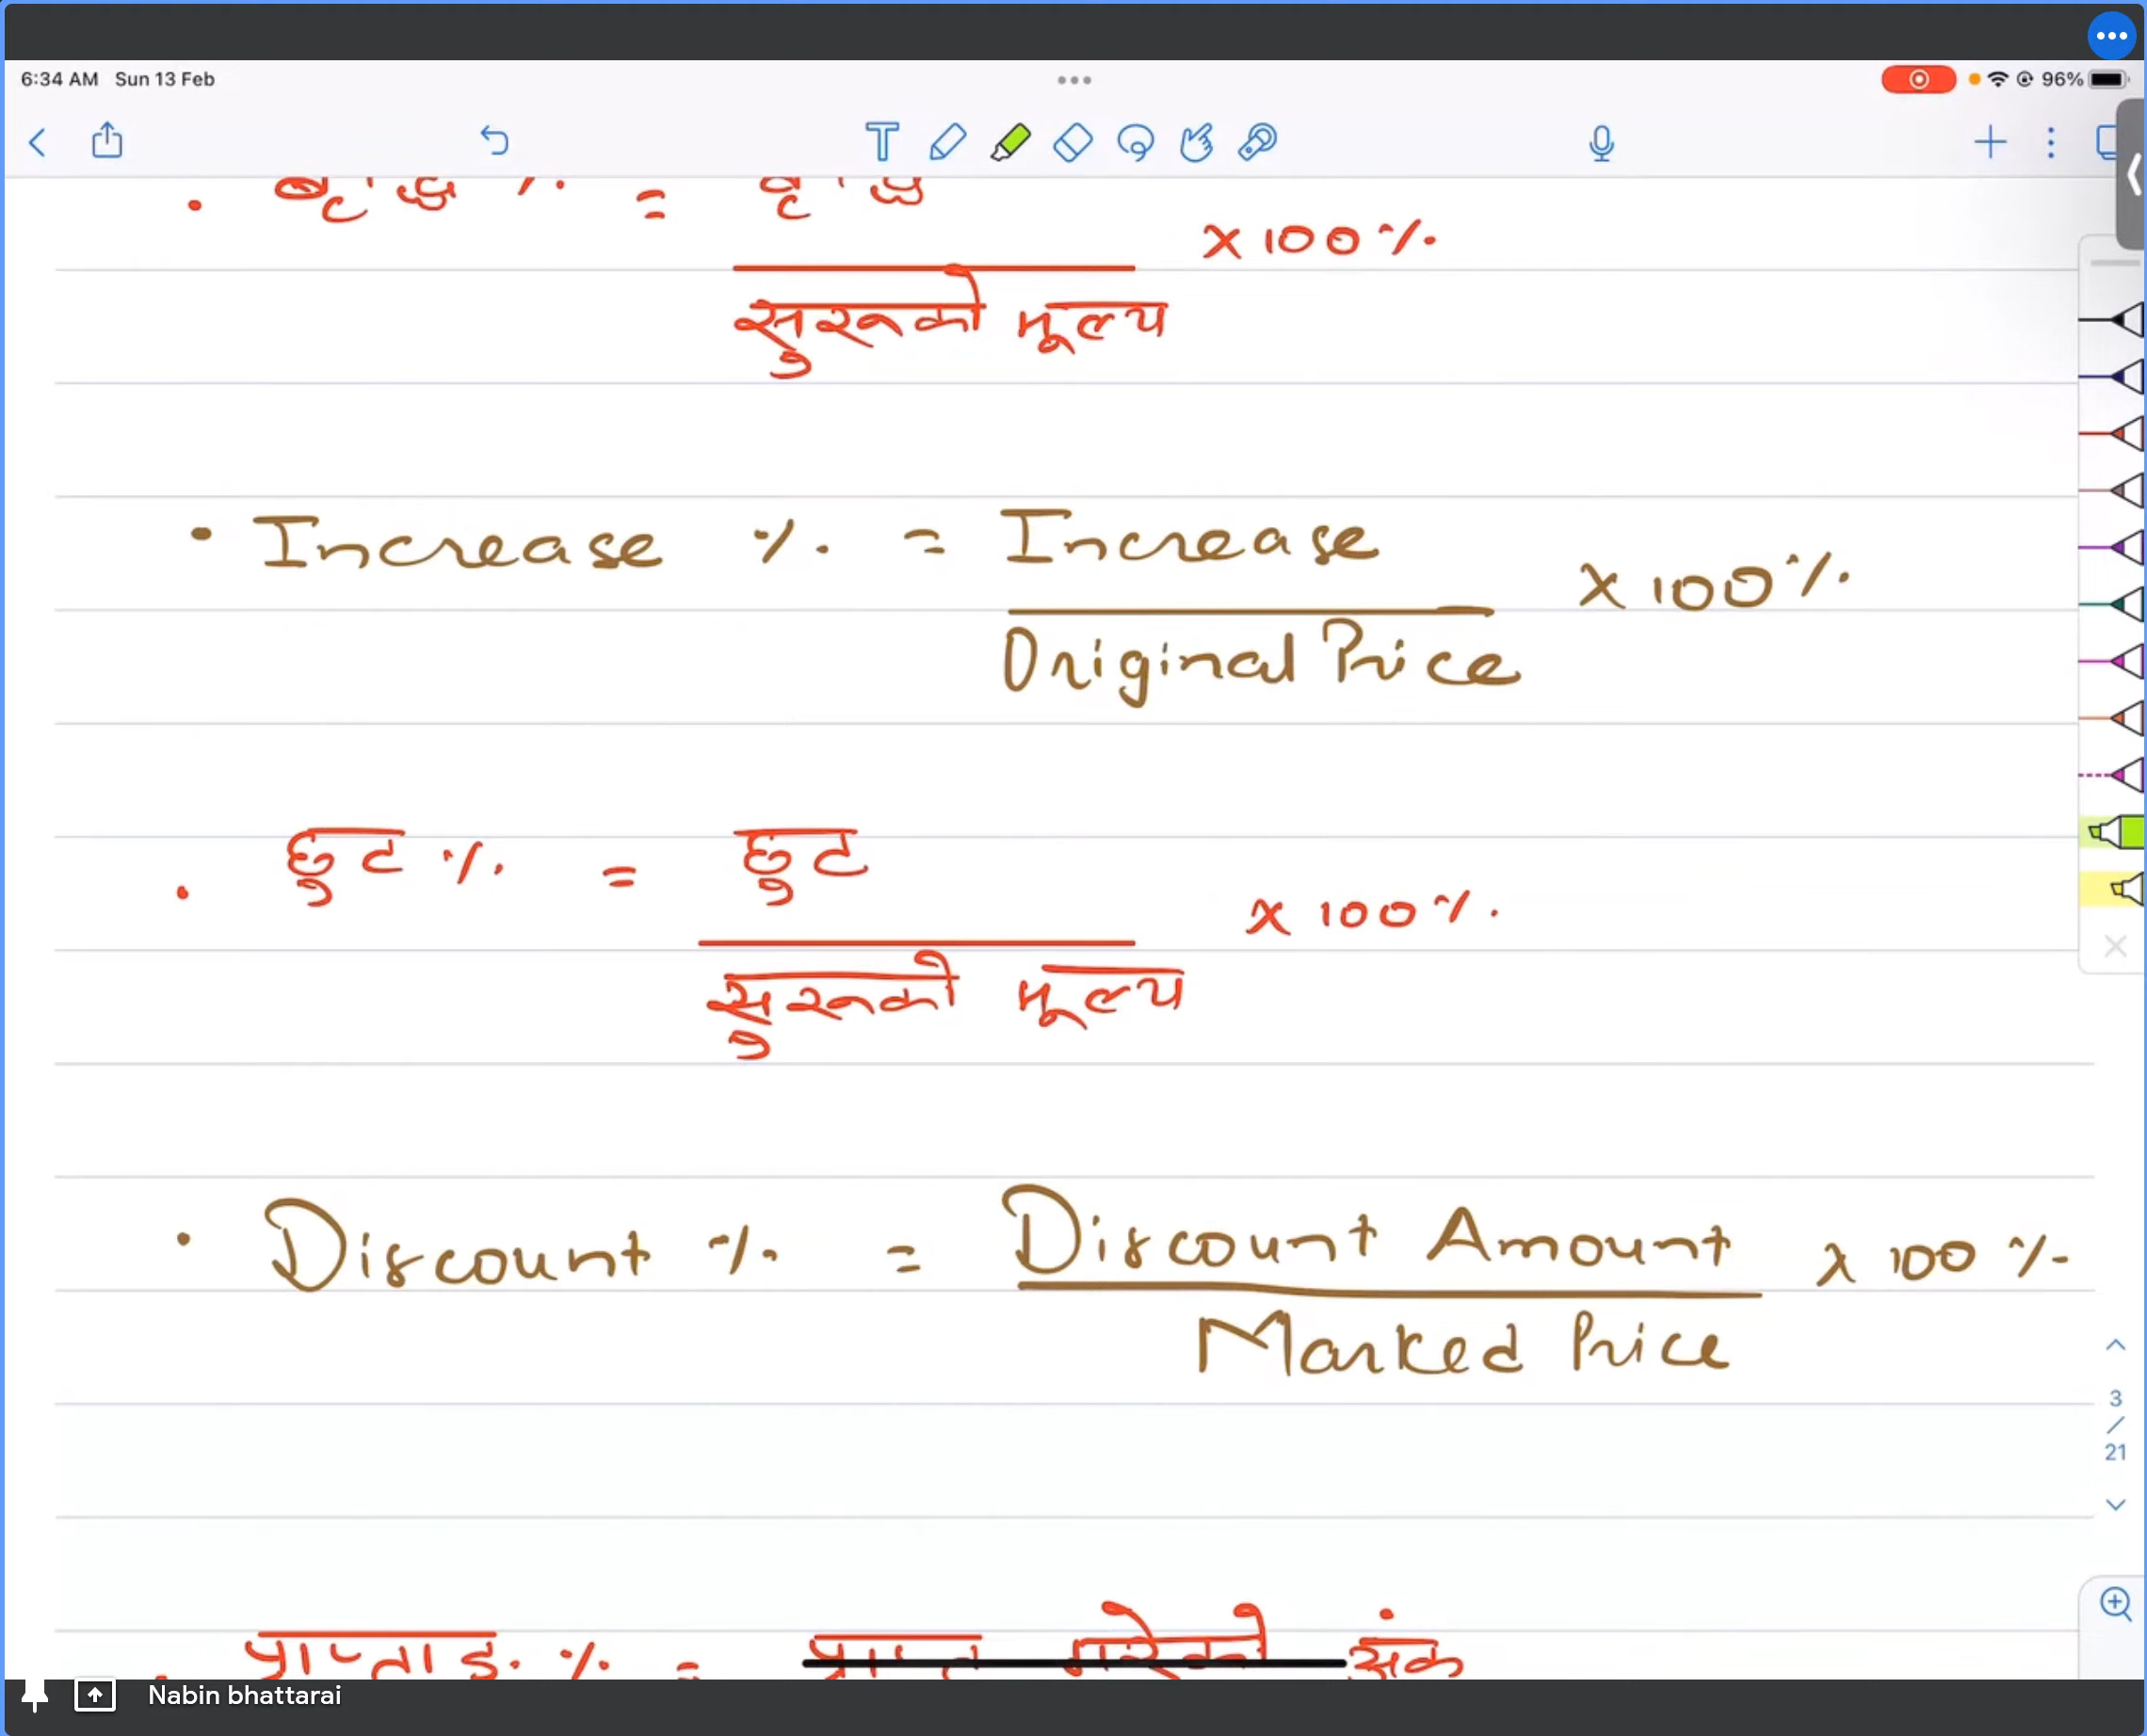 6:34 AM Sun 13 Feb
96%
. % =
× 100 %
सुरुको मूल्य
• Increase % = Increase
× 100 %
Original Price
. छुट % = छुट
× 100 %
सुरुको मूल्य
• Discount % = Discount Amount × 100 %
Marked Price
3
/
21
. प्राप्ताङ्क % = प्राप्त गरेको अंक
Nabin bhattarai